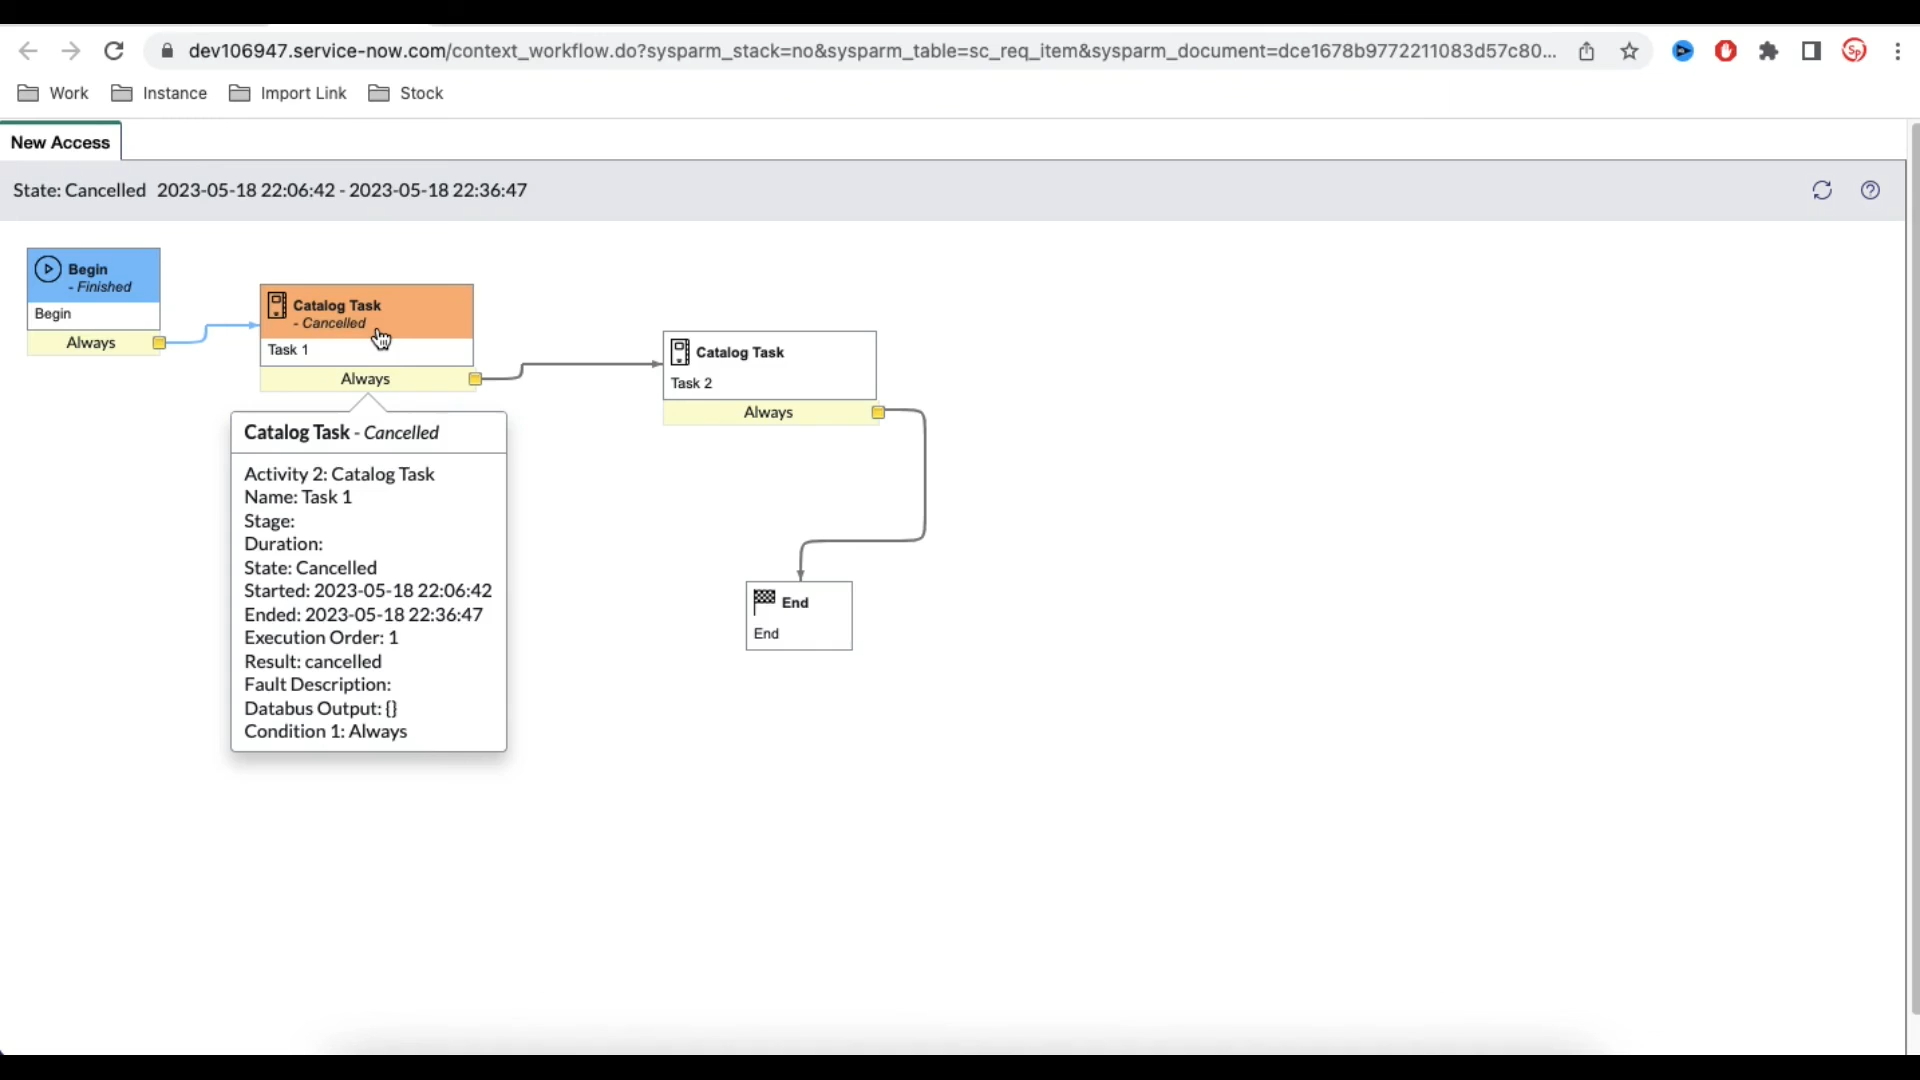 dev106947.service-now.com/context_workflow.do?sysparm_stack=no&sysparm_table=sc_req_item&sysparm_document=dce1678b9772211083d57c80...
Sp
Work Instance Import Link Stock
New Access
State: Cancelled 2023-05-18 22:06:42 - 2023-05-18 22:36:47
Begin
- Finished
Begin
Always
Catalog Task
- Cancelled
Task 1
Always
Catalog Task
Task 2
Always
Catalog Task - Cancelled
Activity 2: Catalog Task
Name: Task 1
Stage:
Duration:
State: Cancelled
Started: 2023-05-18 22:06:42
Ended: 2023-05-18 22:36:47
Execution Order: 1
Result: cancelled
Fault Description:
Databus Output: {}
Condition 1: Always
End
End